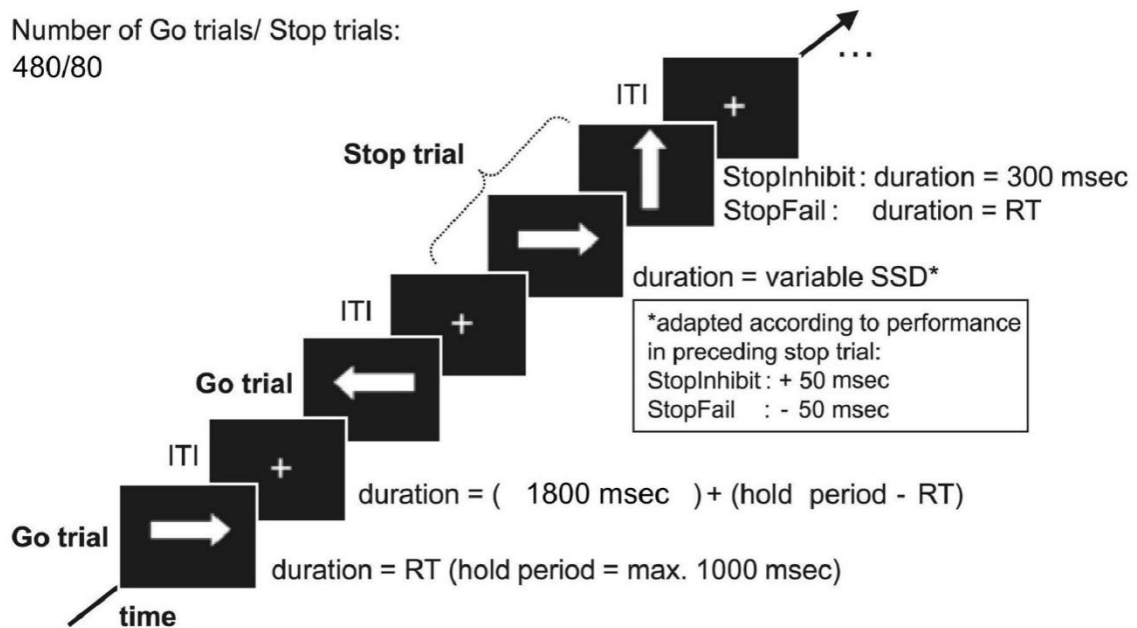 Number of Go trials/ Stop trials:
480/80
...
ITI
Stop trial
StopInhibit: duration = 300 msec
StopFail: duration = RT
duration = variable SSD*
ITI
*adapted according to performance
in preceding stop trial:
StopInhibit: + 50 msec
StopFail : - 50 msec
Go trial
ITI
duration = ( 1800 msec ) + (hold period - RT)
Go trial
duration = RT (hold period = max. 1000 msec)
time